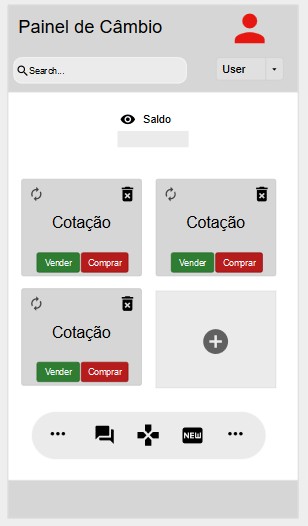 Painel de Câmbio
Search...
User
Saldo
Cotação
Vender Comprar
Cotação
Vender Comprar
Cotação
Vender Comprar
NEW